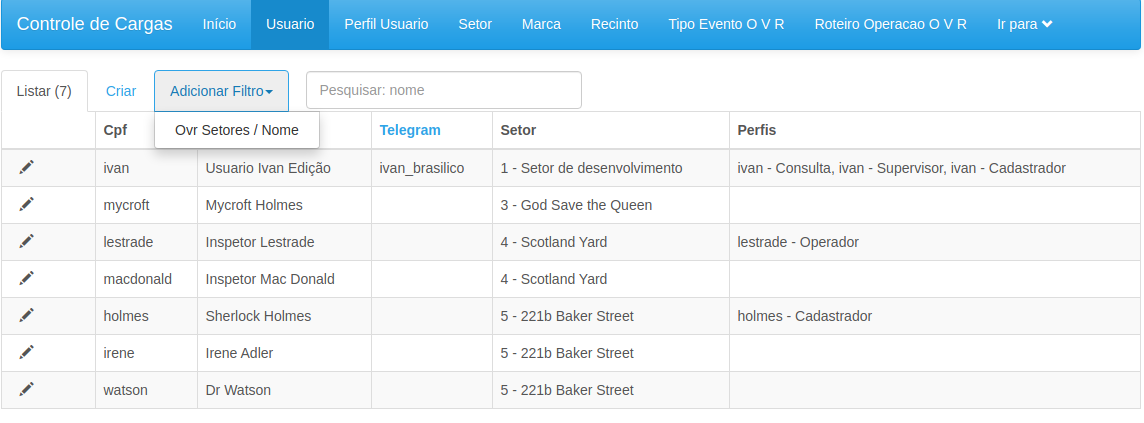 Controle de Cargas Início Usuario Perfil Usuario Setor Marca Recinto Tipo Evento O V R Roteiro Operacao O V R Ir para
Listar (7) Criar Adicionar Filtro Pesquisar: nome
Ovr Setores / Nome
Cpf Telegram Setor Perfis
ivan Usuario Ivan Edição ivan_brasilico 1 - Setor de desenvolvimento ivan - Consulta, ivan - Supervisor, ivan - Cadastrador
mycroft Mycroft Holmes 3 - God Save the Queen
lestrade Inspetor Lestrade 4 - Scotland Yard lestrade - Operador
macdonald Inspetor Mac Donald 4 - Scotland Yard
holmes Sherlock Holmes 5 - 221b Baker Street holmes - Cadastrador
irene Irene Adler 5 - 221b Baker Street
watson Dr Watson 5 - 221b Baker Street